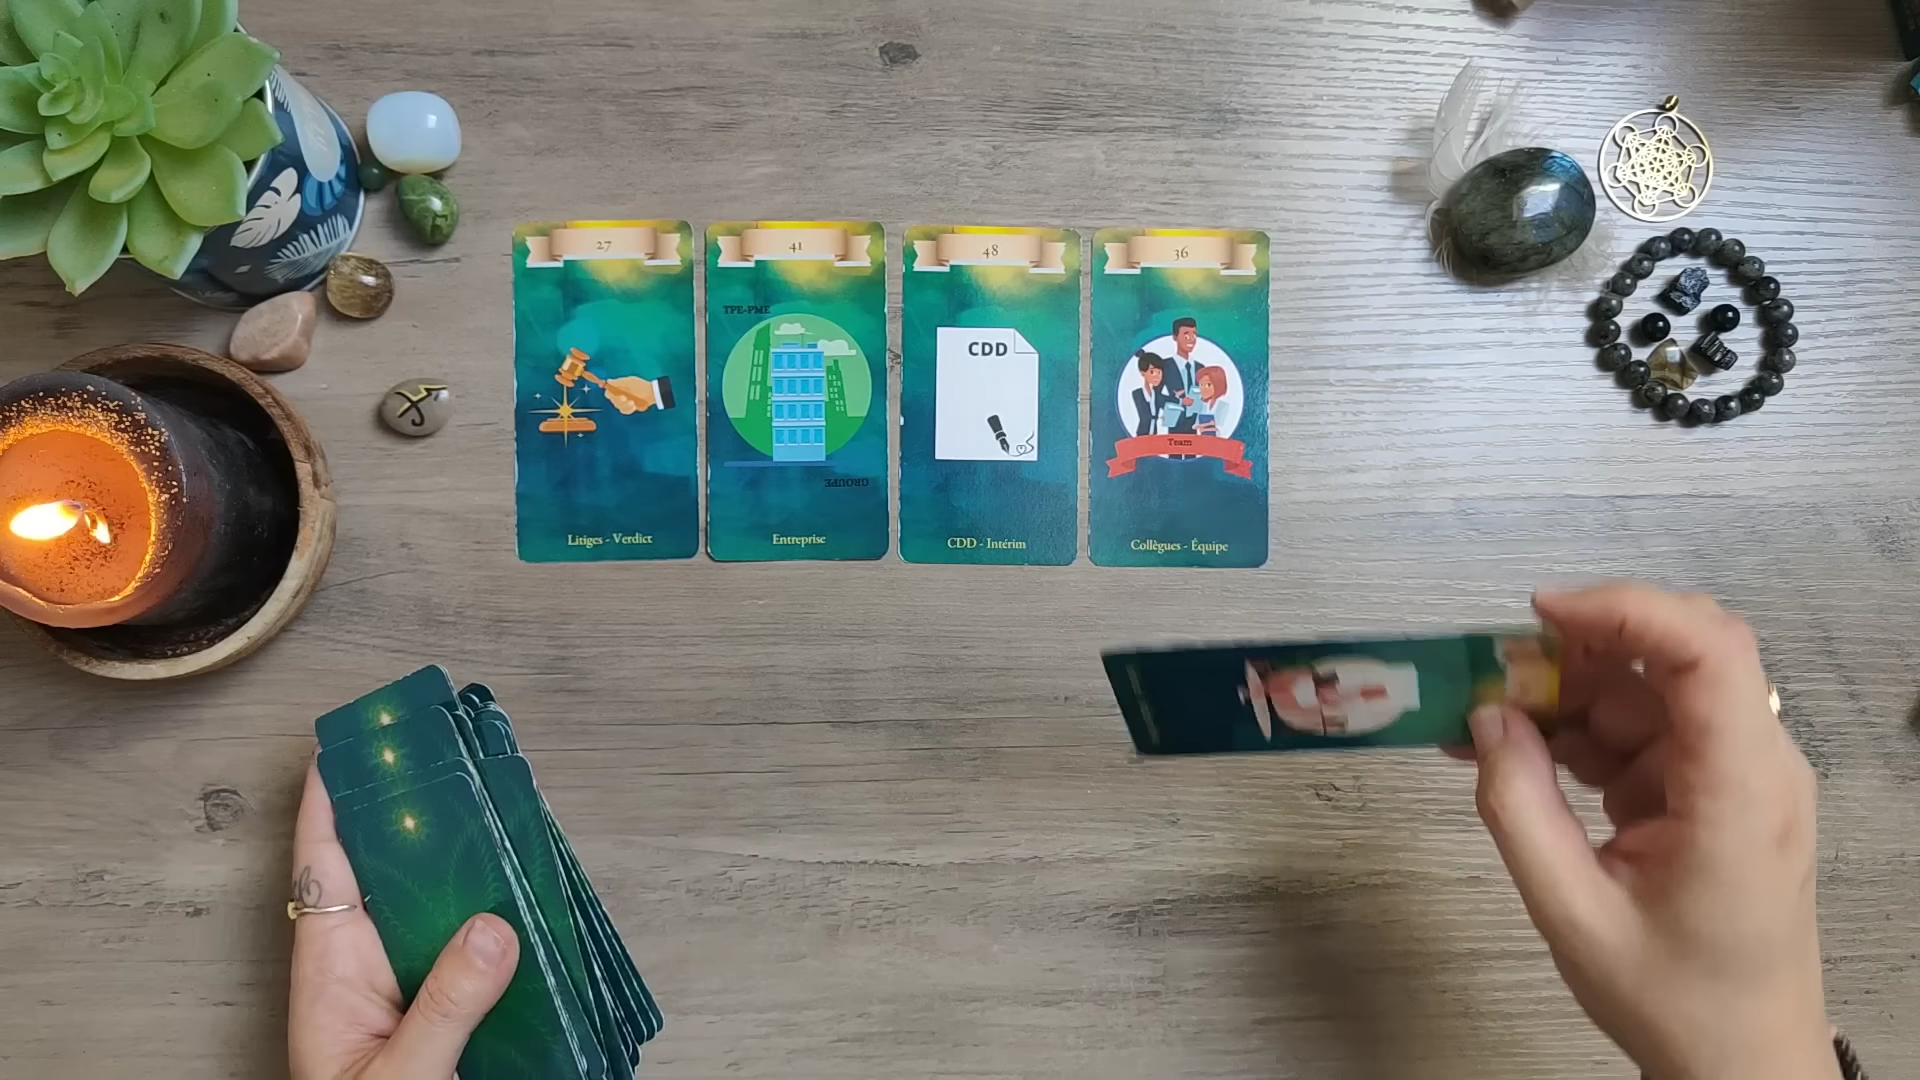 27
41
48
36
TPE-PME
CDD
Team
GROUPE
Litiges - Verdict
Entreprise
CDD - Intérim
Collègues - Équipe